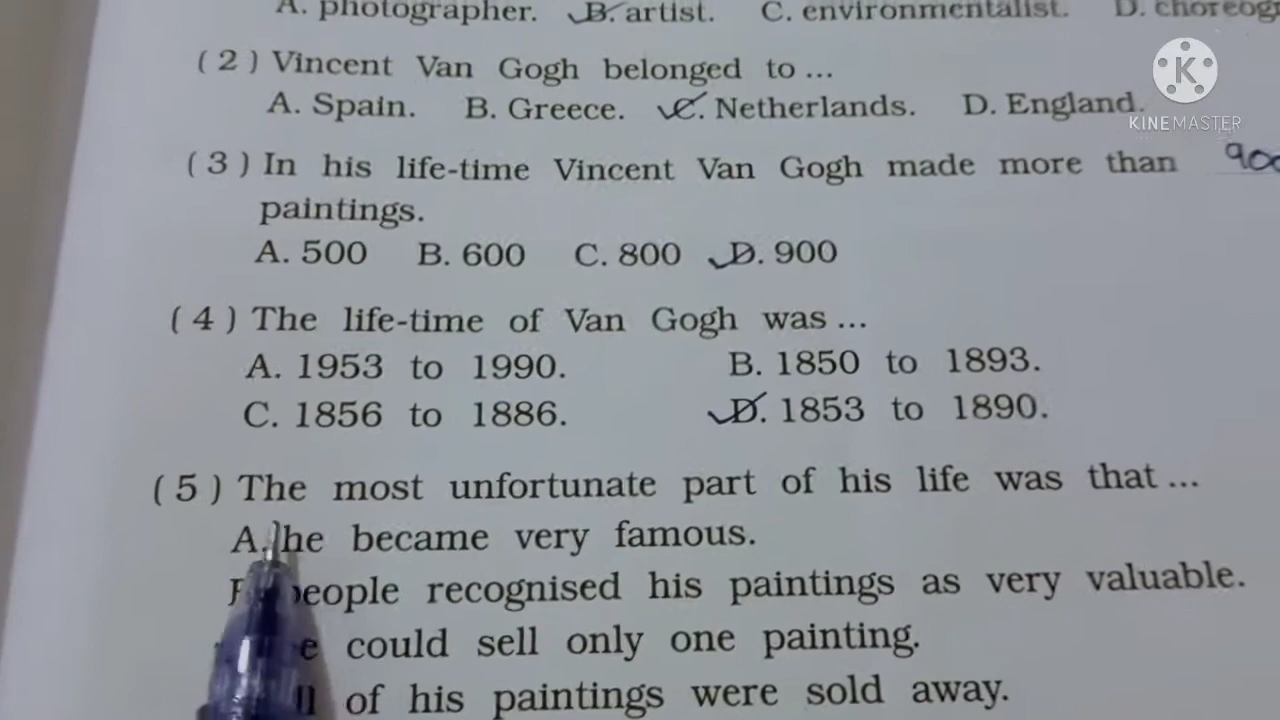 A. photographer. B. artist. C. environmentalist. D. choreogr
(2) Vincent Van Gogh belonged to ...
A. Spain. B. Greece. C. Netherlands. D. England.
KINEMASTER
(3) In his life-time Vincent Van Gogh made more than 900
paintings.
A. 500 B. 600 C. 800 D. 900
(4) The life-time of Van Gogh was ...
A. 1953 to 1990. B. 1850 to 1893.
C. 1856 to 1886. D. 1853 to 1890.
(5) The most unfortunate part of his life was that ...
A. he became very famous.
people recognised his paintings as very valuable.
could sell only one painting.
of his paintings were sold away.